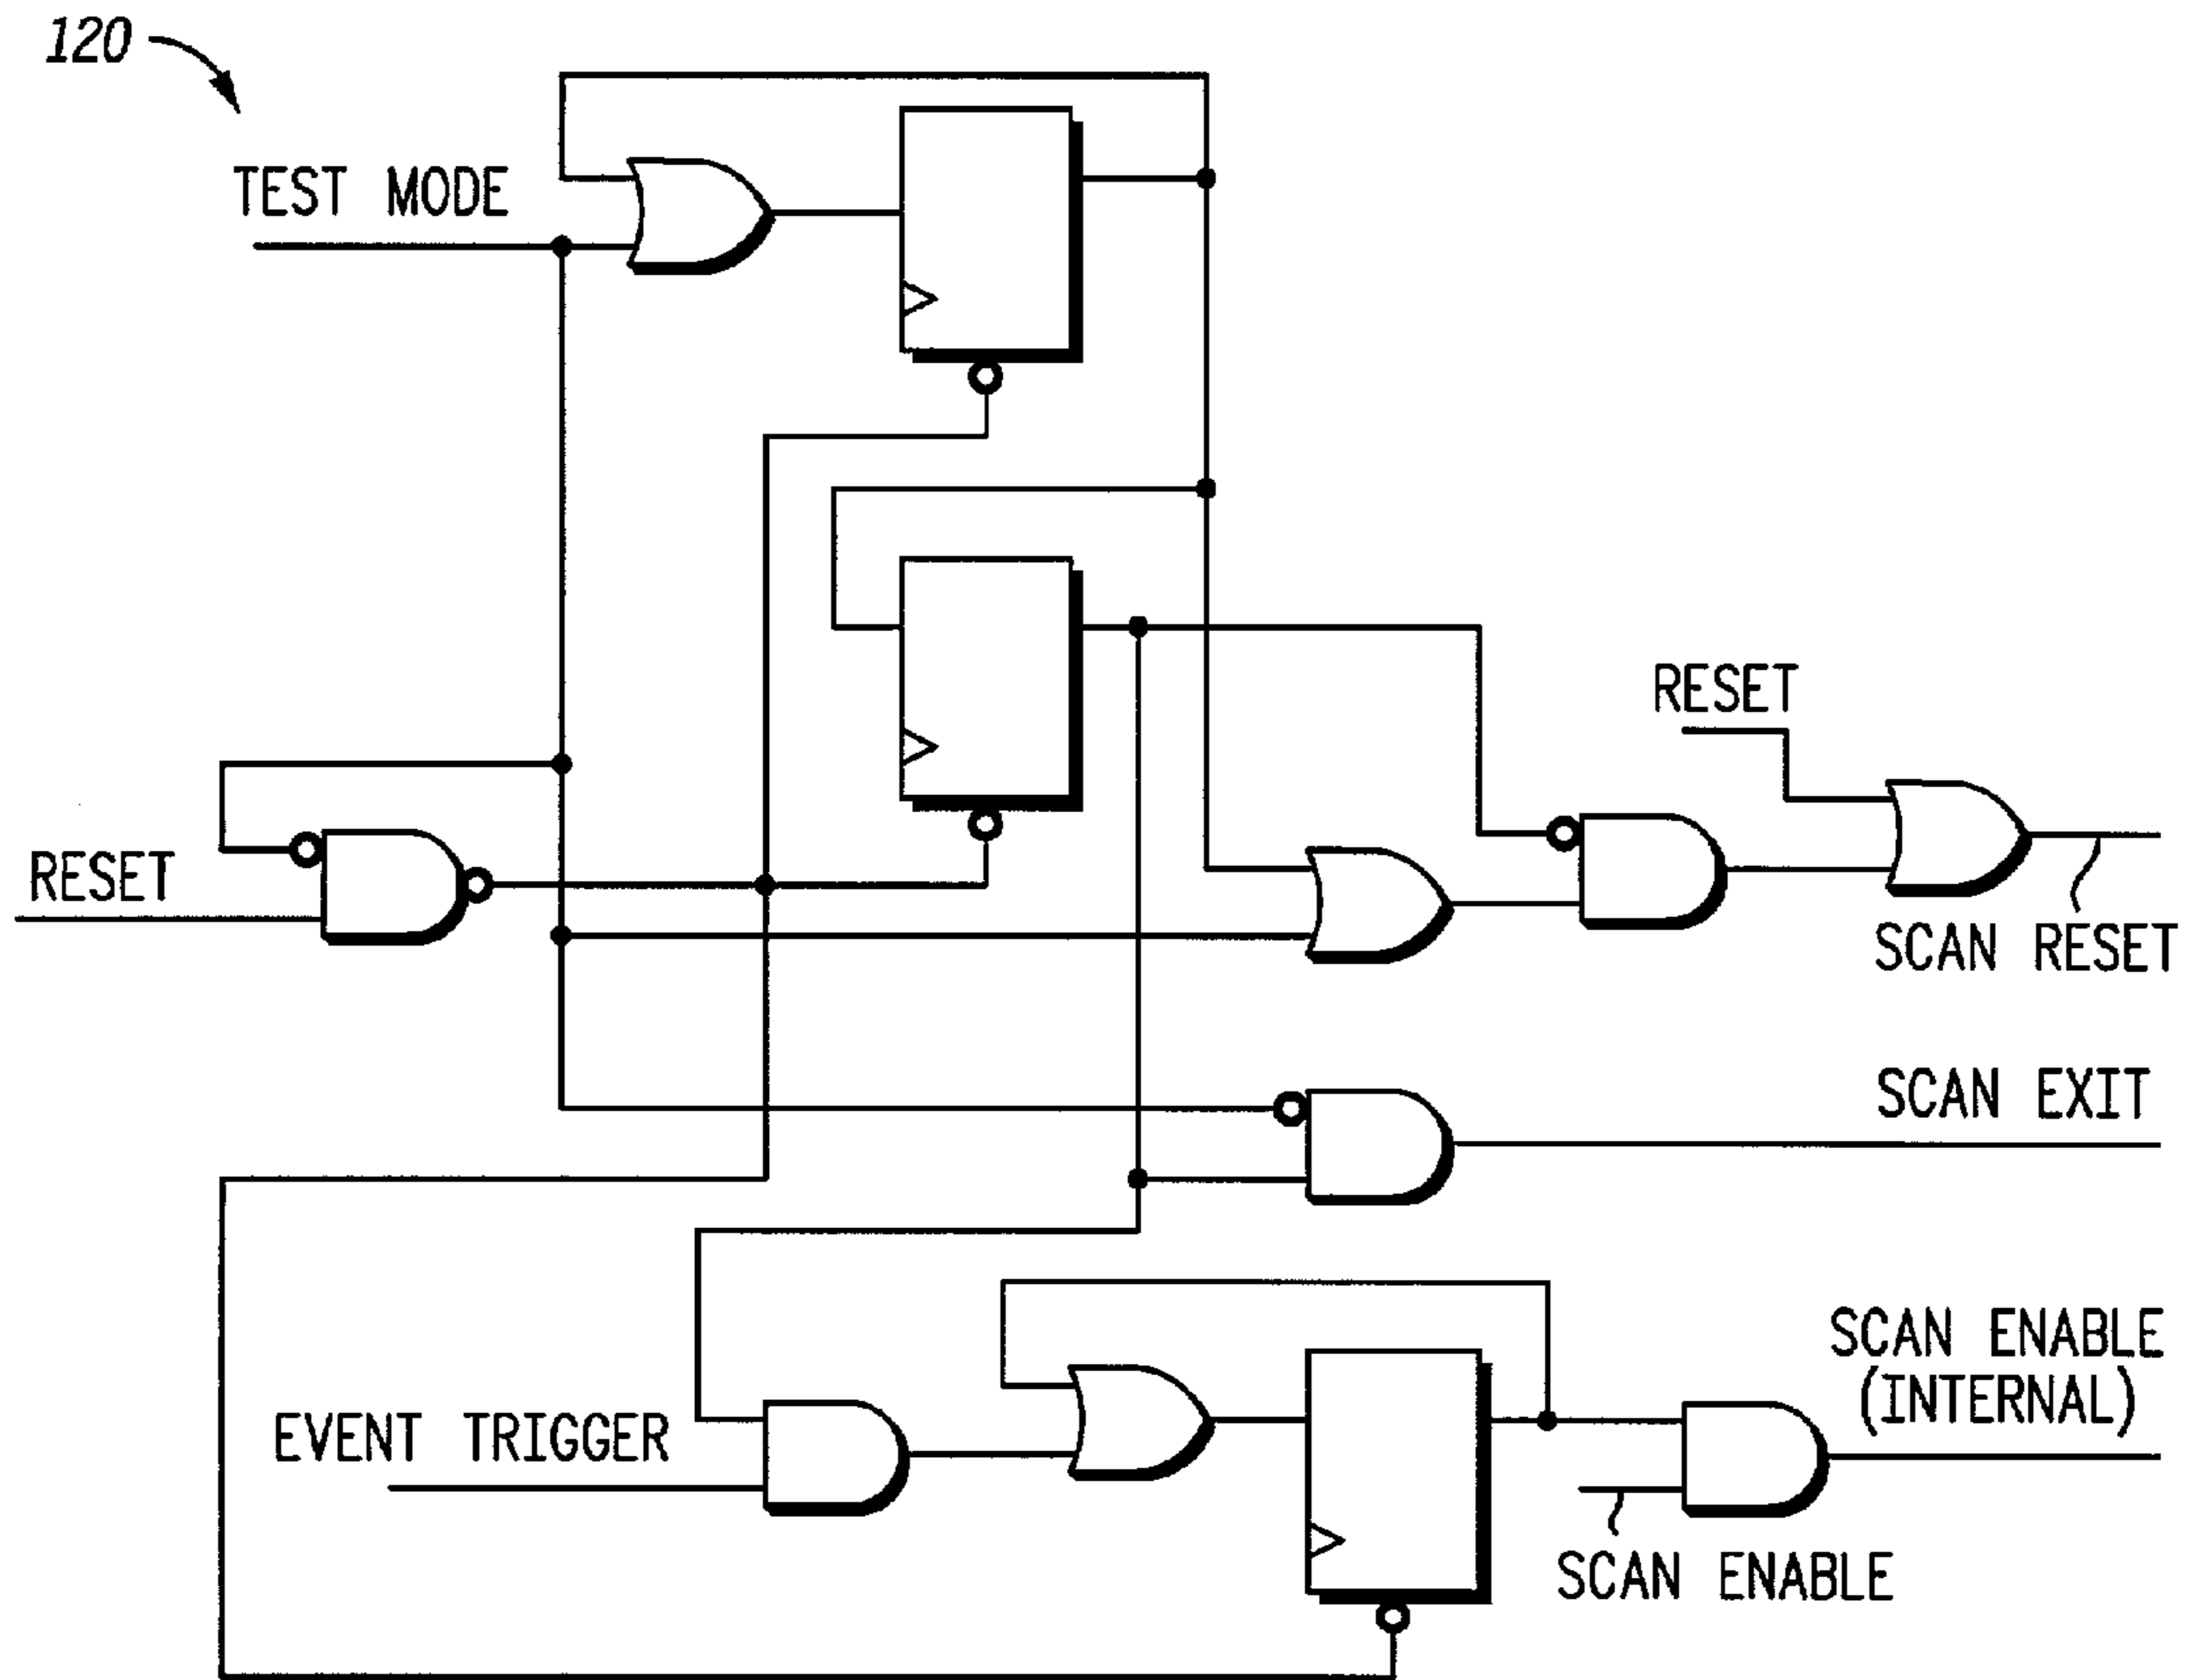 120
TEST MODE
RESET
RESET
SCAN RESET
SCAN EXIT
SCAN ENABLE
(INTERNAL)
EVENT TRIGGER
SCAN ENABLE